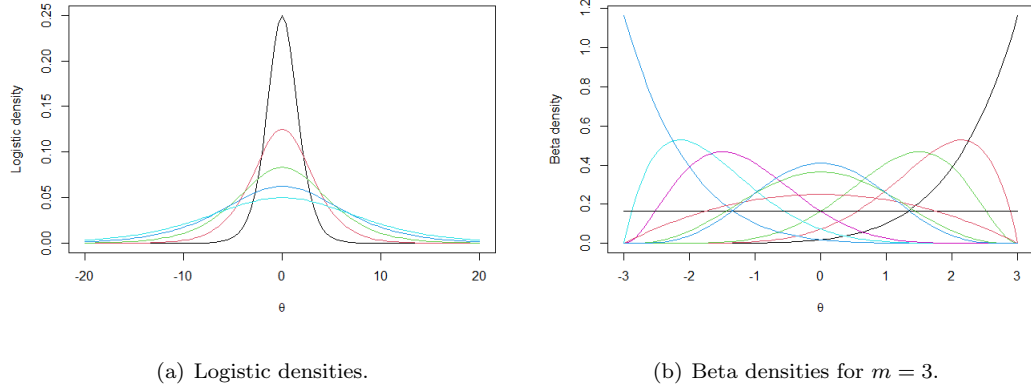 Logistic density
0.00 0.05 0.10 0.15 0.20 0.25
-20 -10 0 10 20
θ
(a) Logistic densities.
Beta density
0.0 0.2 0.4 0.6 0.8 1.0 1.2
-3 -2 -1 0 1 2 3
θ
(b) Beta densities for m = 3.